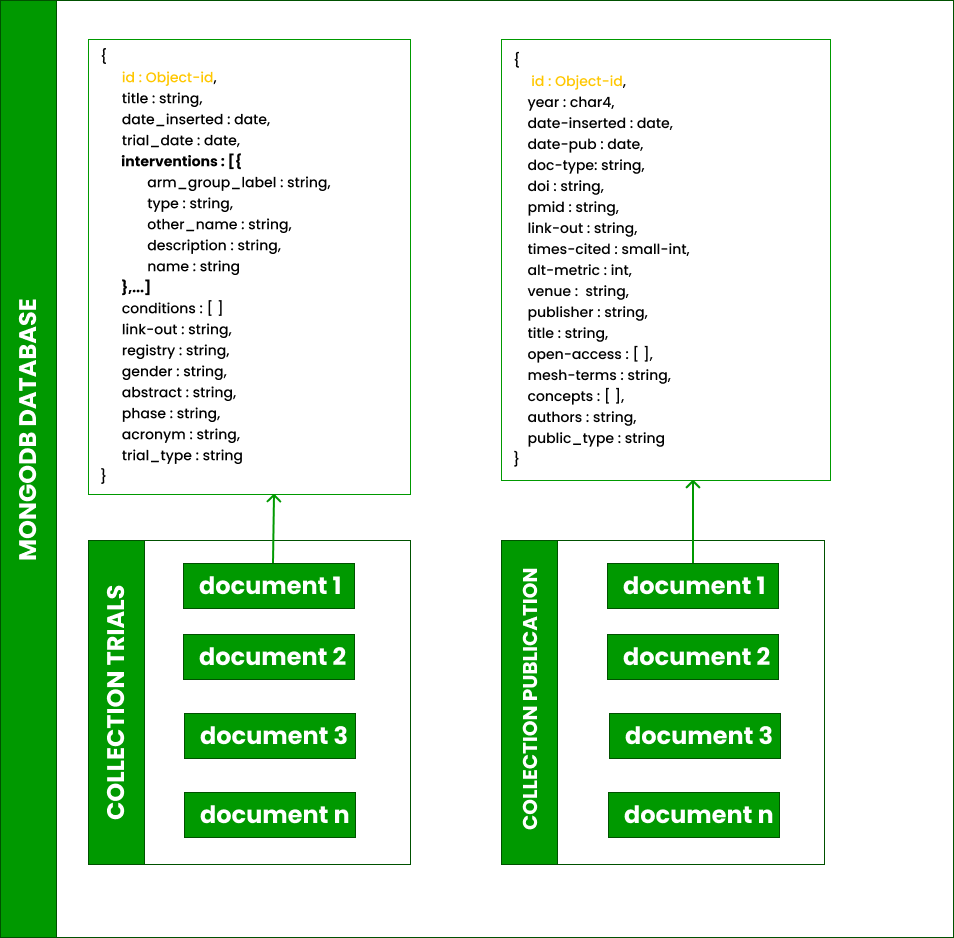 MONGODB DATABASE
{
id : Object-id,
title : string,
date_inserted : date,
trial_date : date,
interventions : [{
arm_group_label : string,
type : string,
other_name : string,
description : string,
name : string
},...]
conditions : [ ]
link-out : string,
registry : string,
gender : string,
abstract : string,
phase : string,
acronym : string,
trial_type : string
}
{
id : Object-id,
year : char4,
date-inserted : date,
date-pub : date,
doc-type: string,
doi : string,
pmid : string,
link-out : string,
times-cited : small-int,
alt-metric : int,
venue :  string,
publisher : string,
title : string,
open-access : [ ],
mesh-terms : string,
concepts : [ ],
authors : string,
public_type : string
}
COLLECTION TRIALS
document 1
document 2
document 3
document n
COLLECTION PUBLICATION
document 1
document 2
document 3
document n